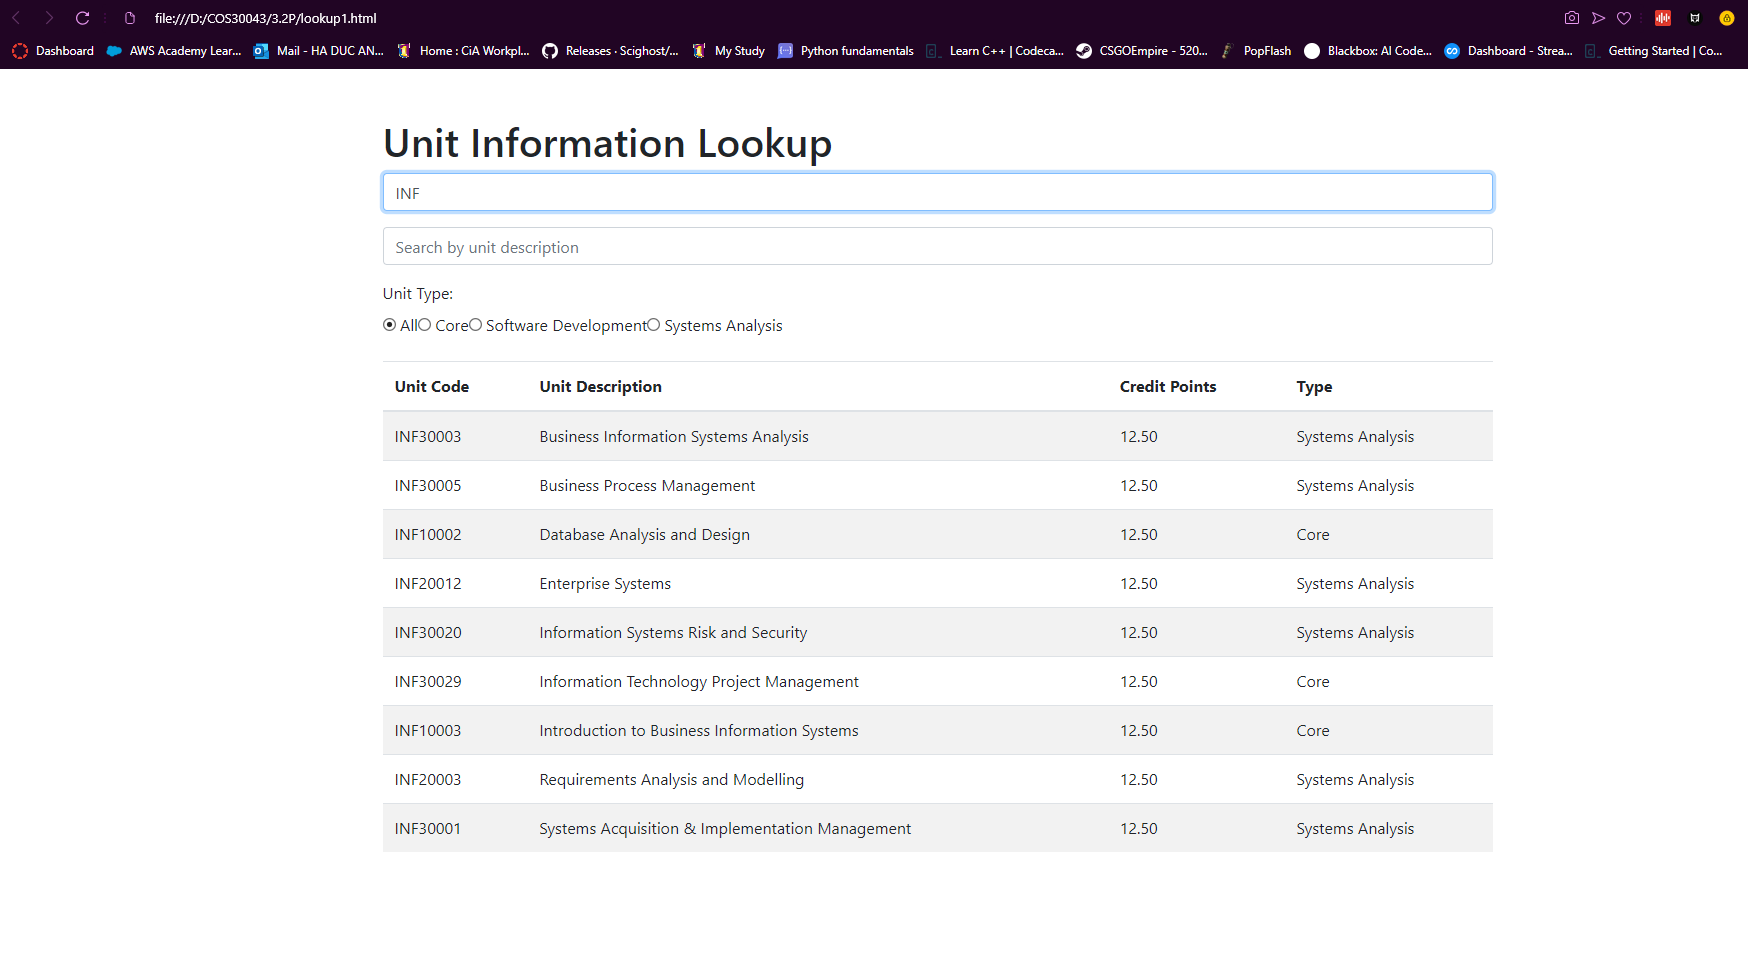 file:///D:/COS30043/3.2P/lookup1.html
Dashboard AWS Academy Lear... Mail - HA DUC AN... Home : CiA Workpl... Releases · Scighost/... My Study Python fundamentals Learn C++ | Codeca... CSGOEmpire - 520... PopFlash Blackbox: AI Code... Dashboard - Strea... Getting Started | Co...
Unit Information Lookup
INF
Search by unit description
Unit Type:
All Core Software Development Systems Analysis
Unit Code Unit Description Credit Points Type
INF30003 Business Information Systems Analysis 12.50 Systems Analysis
INF30005 Business Process Management 12.50 Systems Analysis
INF10002 Database Analysis and Design 12.50 Core
INF20012 Enterprise Systems 12.50 Systems Analysis
INF30020 Information Systems Risk and Security 12.50 Systems Analysis
INF30029 Information Technology Project Management 12.50 Core
INF10003 Introduction to Business Information Systems 12.50 Core
INF20003 Requirements Analysis and Modelling 12.50 Systems Analysis
INF30001 Systems Acquisition & Implementation Management 12.50 Systems Analysis